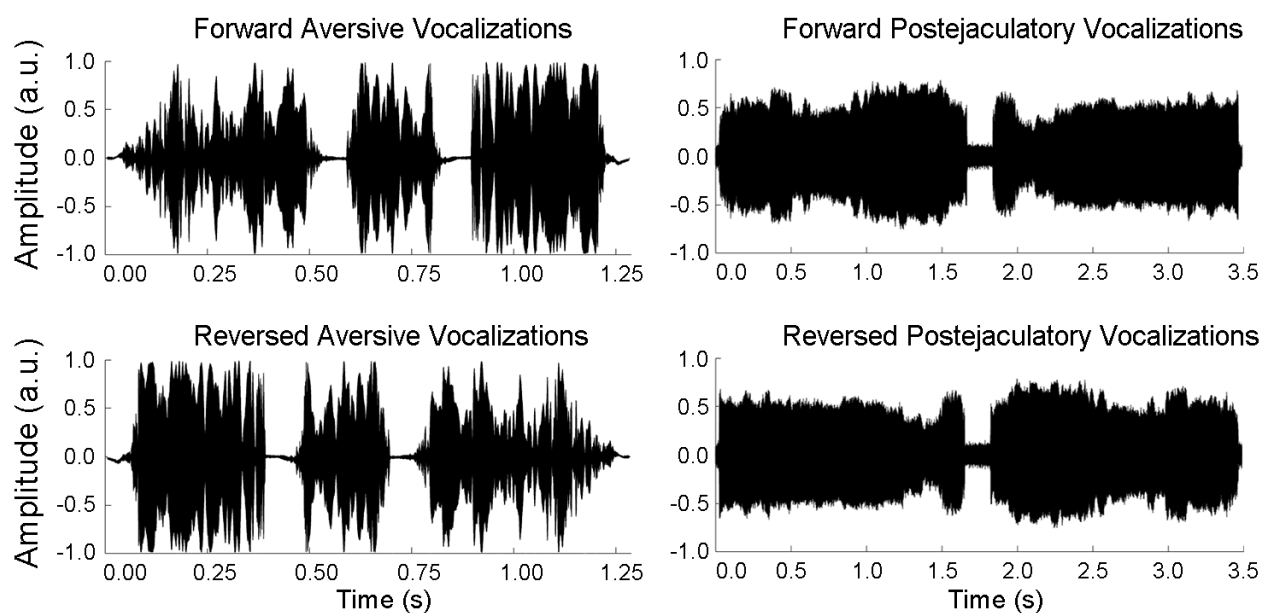 Forward Aversive Vocalizations
Amplitude (a.u.)
1.0
0.5
0.0
-0.5
-1.0
0.00 0.25 0.50 0.75 1.00 1.25
Forward Postejaculatory Vocalizations
1.0
0.5
0.0
-0.5
-1.0
0.0 0.5 1.0 1.5 2.0 2.5 3.0 3.5
Reversed Aversive Vocalizations
Amplitude (a.u.)
1.0
0.5
0.0
-0.5
-1.0
0.00 0.25 0.50 0.75 1.00 1.25
Time (s)
Reversed Postejaculatory Vocalizations
1.0
0.5
0.0
-0.5
-1.0
0.0 0.5 1.0 1.5 2.0 2.5 3.0 3.5
Time (s)